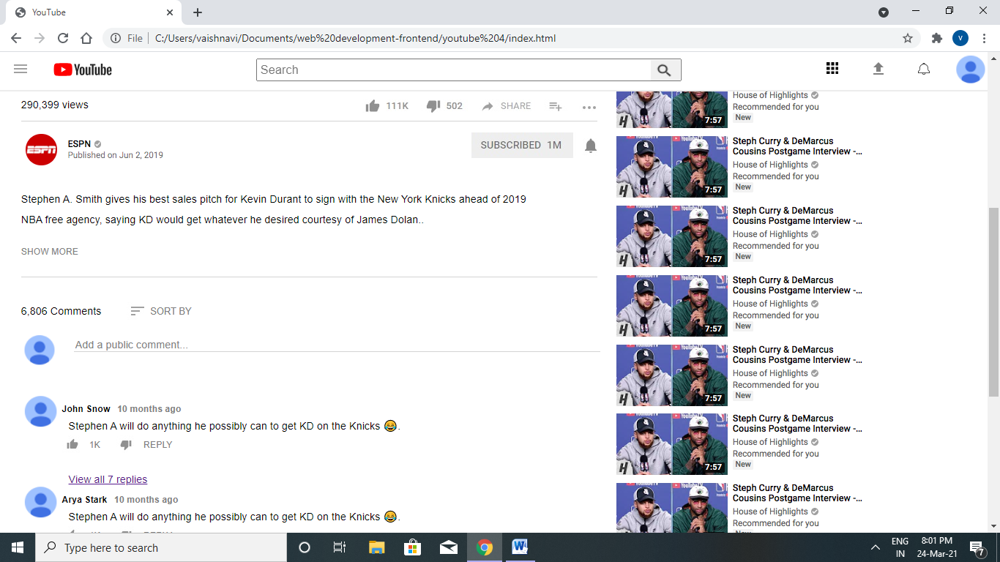 YouTube
File
C:/Users/vaishnavi/Documents/web%20development-frontend/youtube%204/index.html
V
YouTube
Search
290,399 views
111K
502
SHARE
ESPN
ESPN
Published on Jun 2, 2019
SUBSCRIBED 1M
Stephen A. Smith gives his best sales pitch for Kevin Durant to sign with the New York Knicks ahead of 2019
NBA free agency, saying KD would get whatever he desired courtesy of James Dolan..
SHOW MORE
6,806 Comments
SORT BY
Add a public comment...
John Snow 10 months ago
Stephen A will do anything he possibly can to get KD on the Knicks 😂.
1K
REPLY
View all 7 replies
Arya Stark 10 months ago
Stephen A will do anything he possibly can to get KD on the Knicks 😂.
7:57
House of Highlights
Recommended for you
New
7:57
Steph Curry & DeMarcus
Cousins Postgame Interview -...
House of Highlights
Recommended for you
New
7:57
Steph Curry & DeMarcus
Cousins Postgame Interview -...
House of Highlights
Recommended for you
New
7:57
Steph Curry & DeMarcus
Cousins Postgame Interview -...
House of Highlights
Recommended for you
New
7:57
Steph Curry & DeMarcus
Cousins Postgame Interview -...
House of Highlights
Recommended for you
New
7:57
Steph Curry & DeMarcus
Cousins Postgame Interview -...
House of Highlights
Recommended for you
New
Steph Curry & DeMarcus
Cousins Postgame Interview -...
House of Highlights
Recommended for you
Type here to search
ENG
IN
8:01 PM
24-Mar-21
7